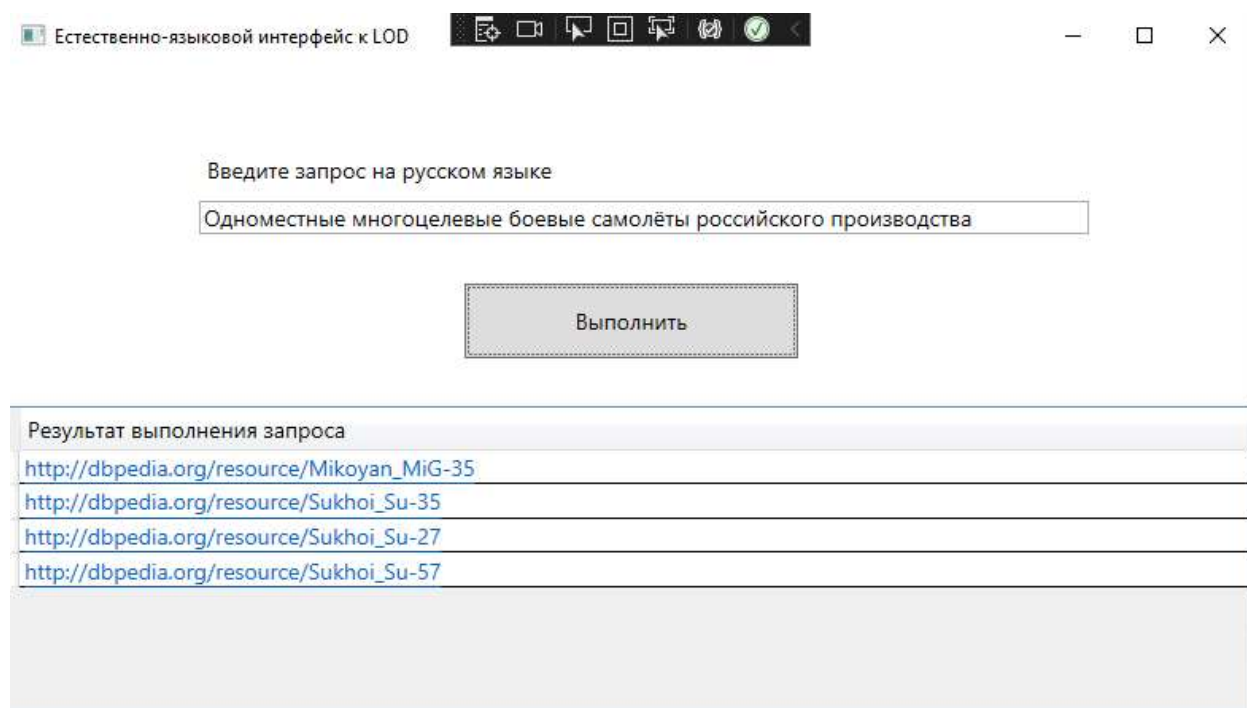 Естественно-языковой интерфейс к LOD
Введите запрос на русском языке
Одноместные многоцелевые боевые самолёты российского производства
Выполнить
Результат выполнения запроса
http://dbpedia.org/resource/Mikoyan_MiG-35
http://dbpedia.org/resource/Sukhoi_Su-35
http://dbpedia.org/resource/Sukhoi_Su-27
http://dbpedia.org/resource/Sukhoi_Su-57